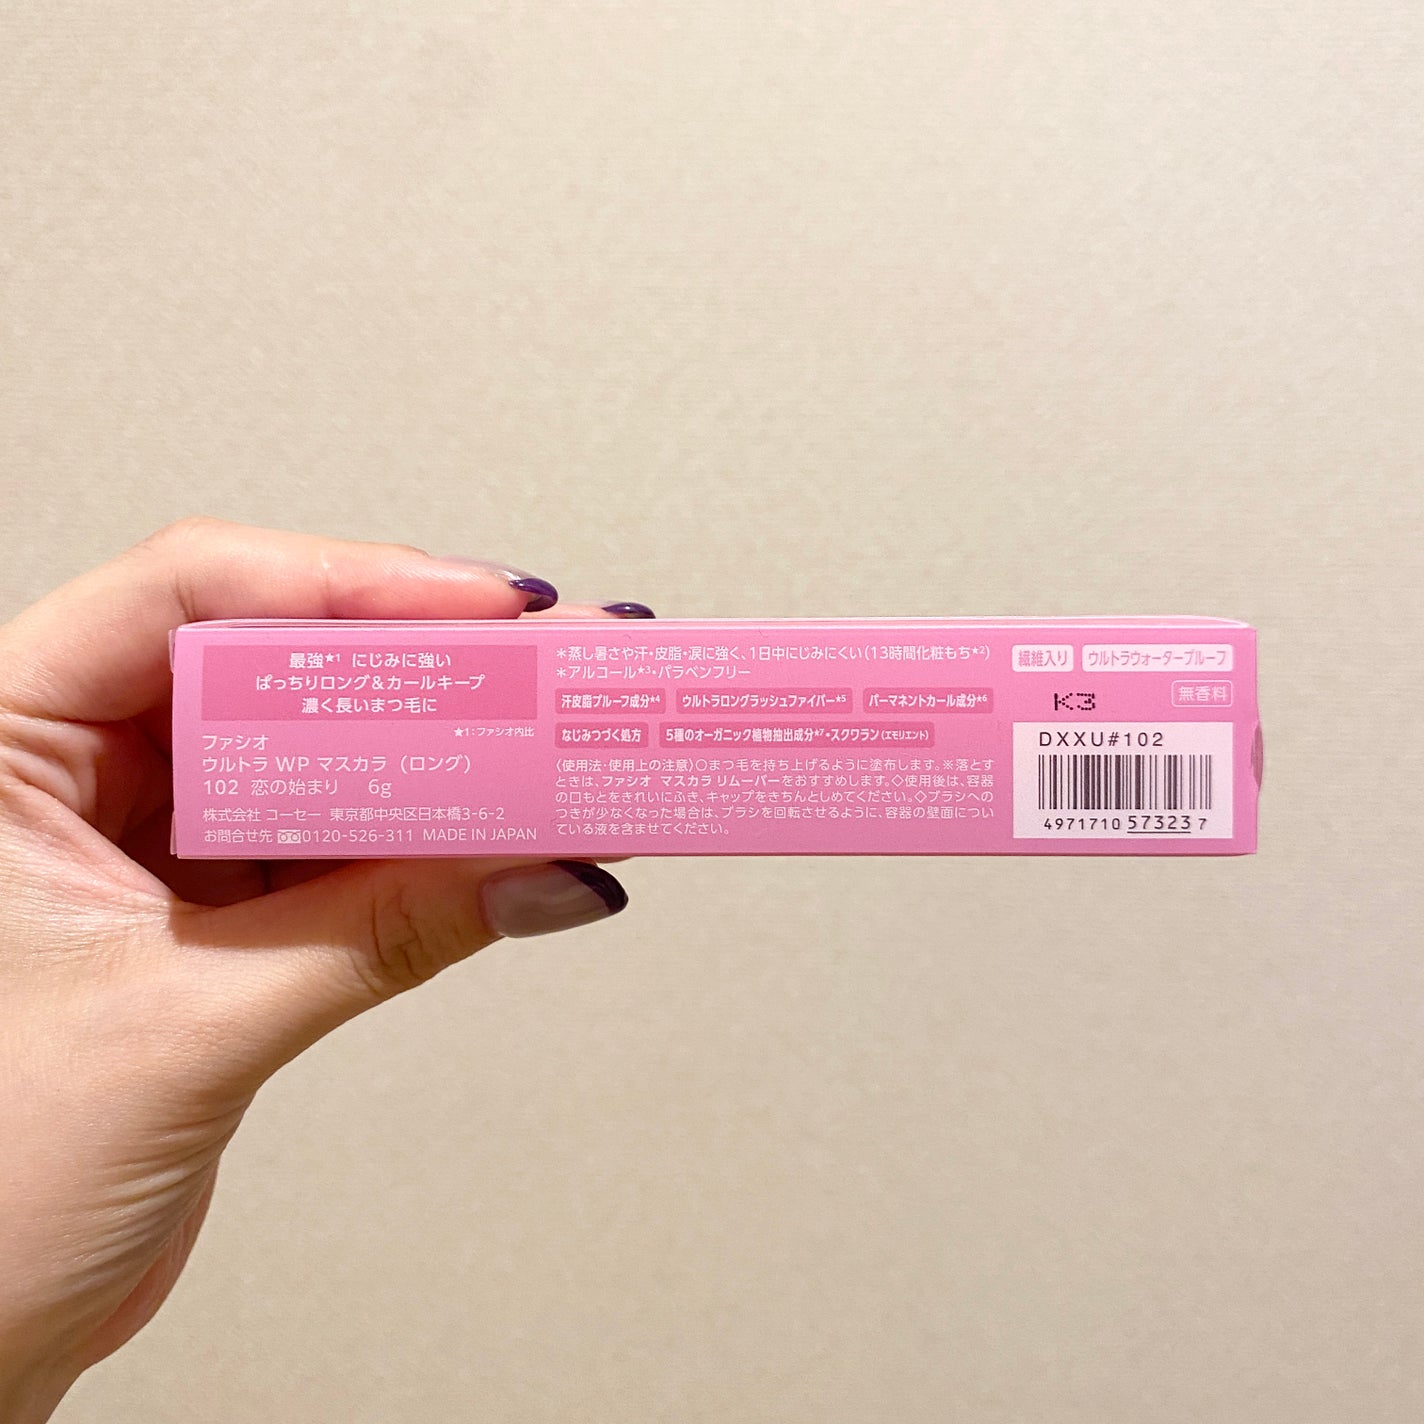 最強★1 にじみに強い
ぱっちりロング&カールキープ
濃く長いまつ毛に
★1:ファシオ内比
ファシオ
ウルトラ WP マスカラ (ロング)
102 恋の始まり 6g
株式会社 コーセー 東京都中央区日本橋3-6-2
お問合せ先 0120-526-311 MADE IN JAPAN
*蒸し暑さや汗・皮脂・涙に強く、1日中にじみにくい(13時間化粧もち★2)
*アルコール★3・パラベンフリー
汗皮脂プルーフ成分★4 ウルトラロングラッシュファイバー★5 パーマネントカール成分★6
なじみつづく処方 5種のオーガニック植物抽出成分★7・スクワラン(エモリエント)
〈使用法・使用上の注意〉○まつ毛を持ち上げるように塗布します。※落とす
ときは、ファシオ マスカラ リムーバーをおすすめします。◇使用後は、容器
の口もとをきれいにふき、キャップをきちんとしめてください。◇ブラシへの
つきが少なくなった場合は、ブラシを回転させるように、容器の壁面につい
ている液を含ませてください。
繊維入り ウルトラウォータープルーフ
K3 無香料
DXXU#102
4971710 573237